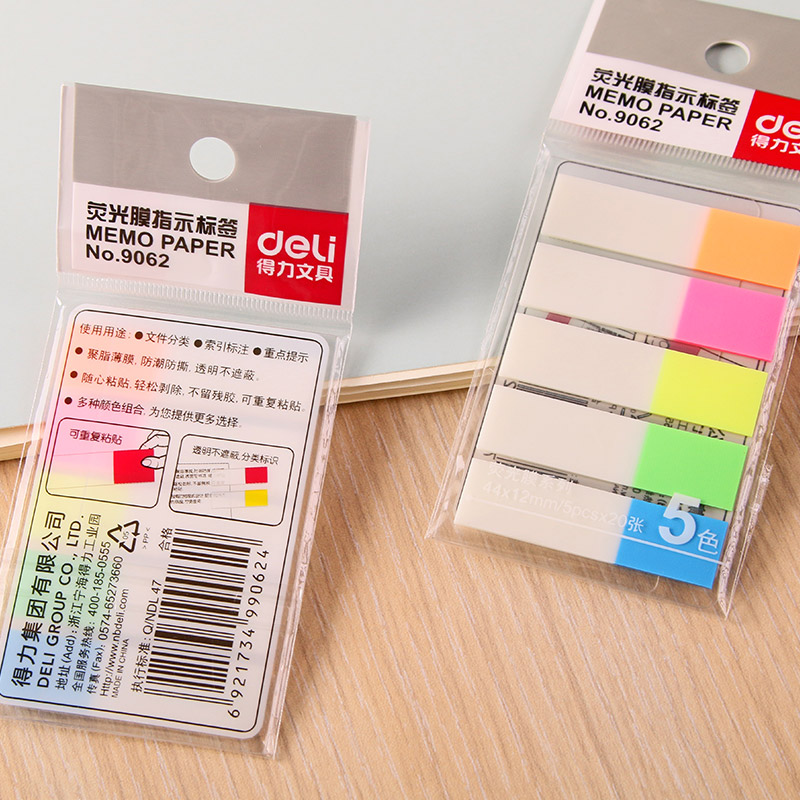 荧光膜指示标签
MEMO PAPER
No.9062
deli
得力文具
使用用途: ●文件分类 ●索引标注 ●重点提示
●聚脂薄膜, 防潮防撕, 透明不遮蔽。
●随心粘贴, 轻松剥除, 不留残胶, 可重复粘贴。
●多种颜色组合, 为您提供更多选择。
可重复粘贴
透明不遮蔽,分类标识
得力集团有限公司
DELI GROUP CO., LTD.
地址(Add):浙江宁海得力工业园
全国服务热线: 400-185-0555
传真(Fax): 0574-65273660
Http://www.nbdeli.com
MADE IN CHINA
05
>PP<
合格
执行标准: Q/NDL 47
6 921734 990624
荧光膜指示标签
MEMO PAPER
No.9062
de
得力文具
44x12mm/5pcsx20张
5色